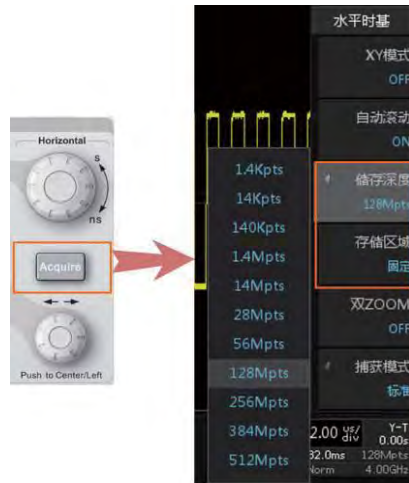 Horizontal
s
ns
Acquire
Push to Center/Left
水平时基
XY模式
OFF
自动滚动
ON
储存深度
128Mpts
存储区域
固定
双ZOOM
OFF
捕获模式
标准
1.4Kpts
14Kpts
140Kpts
1.4Mpts
14Mpts
28Mpts
56Mpts
128Mpts
256Mpts
384Mpts
512Mpts
2.00 us/div
Y-T
0.00s
32.0ms 128Mpts
Norm 4.00GHz